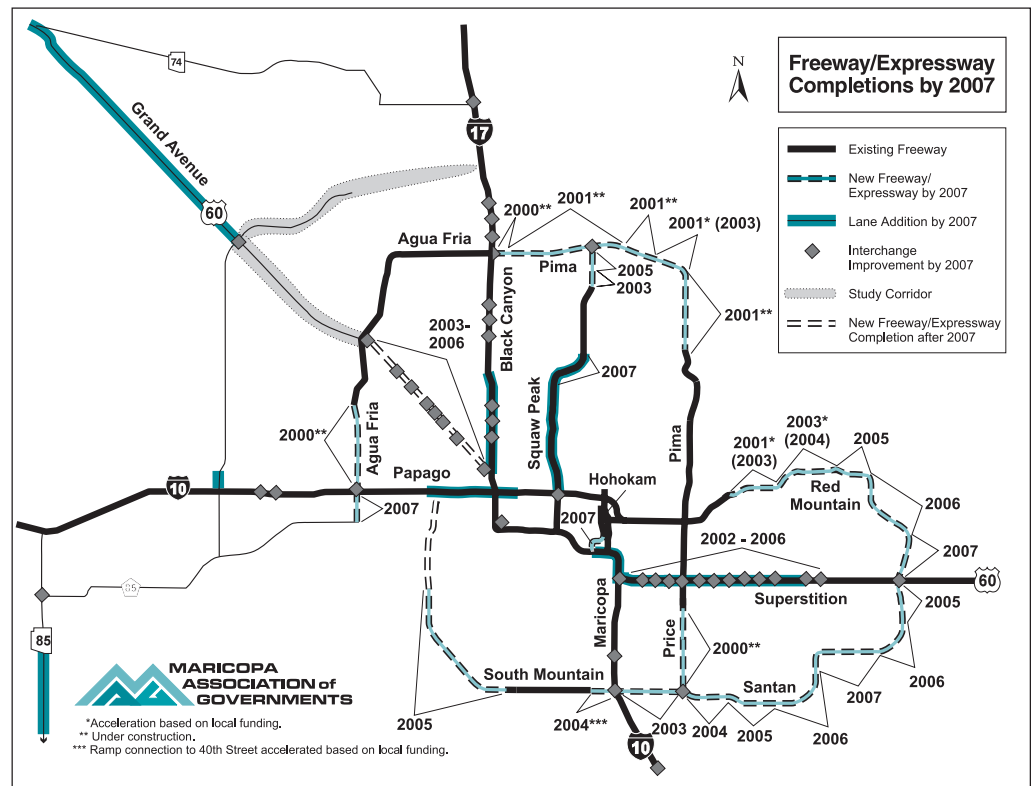 Freeway/Expressway
Completions by 2007
N
Existing Freeway
New Freeway/
Expressway by 2007
Lane Addition by 2007
Interchange
Improvement by 2007
Study Corridor
New Freeway/Expressway
Completion after 2007
74
Grand Avenue
17
60
2000**
2001**
2001**
2001* (2003)
Agua Fria
Pima
2005
2003
Black Canyon
2003-
2006
2001**
2007
Squaw Peak
Pima
2000**
Agua Fria
Papago
10
2007
Hohokam
2007
2001*
(2003)
2003*
(2004)
2005
Red
Mountain
2006
2007
2002 - 2006
60
Superstition
2005
85
Maricopa
Price
2000**
85
South Mountain
Santan
2006
2007
2005
2004***
2003
2004
2005
2006
10
MARICOPA
ASSOCIATION of
GOVERNMENTS
*Acceleration based on local funding.
** Under construction.
*** Ramp connection to 40th Street accelerated based on local funding.